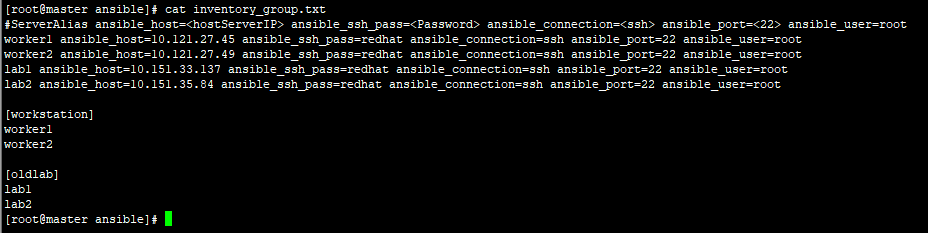 [root@master ansible]# cat inventory_group.txt
#ServerAlias ansible_host=<hostServerIP> ansible_ssh_pass=<Password> ansible_connection=<ssh> ansible_port=<22> ansible_user=root
worker1 ansible_host=10.121.27.45 ansible_ssh_pass=redhat ansible_connection=ssh ansible_port=22 ansible_user=root
worker2 ansible_host=10.121.27.49 ansible_ssh_pass=redhat ansible_connection=ssh ansible_port=22 ansible_user=root
lab1 ansible_host=10.151.33.137 ansible_ssh_pass=redhat ansible_connection=ssh ansible_port=22 ansible_user=root
lab2 ansible_host=10.151.35.84 ansible_ssh_pass=redhat ansible_connection=ssh ansible_port=22 ansible_user=root
[workstation]
worker1
worker2
[oldlab]
lab1
lab2
[root@master ansible]#